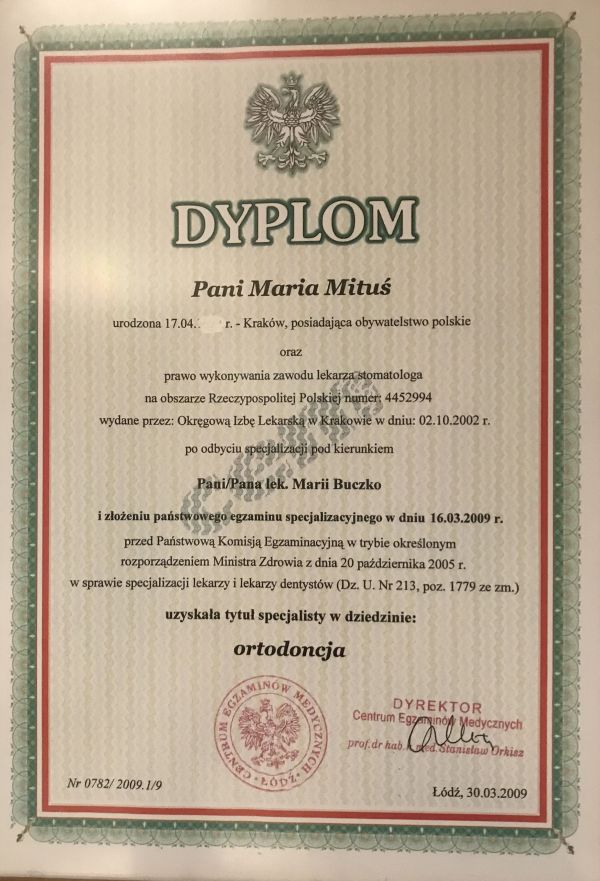 DYPLOM
Pani Maria Mituś
urodzona 17.04. r. - Kraków, posiadająca obywatelstwo polskie
oraz
prawo wykonywania zawodu lekarza stomatologa
na obszarze Rzeczypospolitej Polskiej numer: 4452994
wydane przez: Okręgową Izbę Lekarską w Krakowie w dniu: 02.10.2002 r.
po odbyciu specjalizacji pod kierunkiem
Pani/Pana lek. Marii Buczko
i złożeniu państwowego egzaminu specjalizacyjnego w dniu 16.03.2009 r.
przed Państwową Komisją Egzaminacyjną w trybie określonym
rozporządzeniem Ministra Zdrowia z dnia 20 października 2005 r.
w sprawie specjalizacji lekarzy i lekarzy dentystów (Dz. U. Nr 213, poz. 1779 ze zm.)
uzyskała tytuł specjalisty w dziedzinie:
ortodoncja
CENTRUM EGZAMINÓW MEDYCZNYCH
ŁÓDŹ
DYREKTOR
Centrum Egzaminów Medycznych
prof. dr hab. n. med. Stanisław Orkisz
Nr 0782/ 2009.1/9
Łódź, 30.03.2009